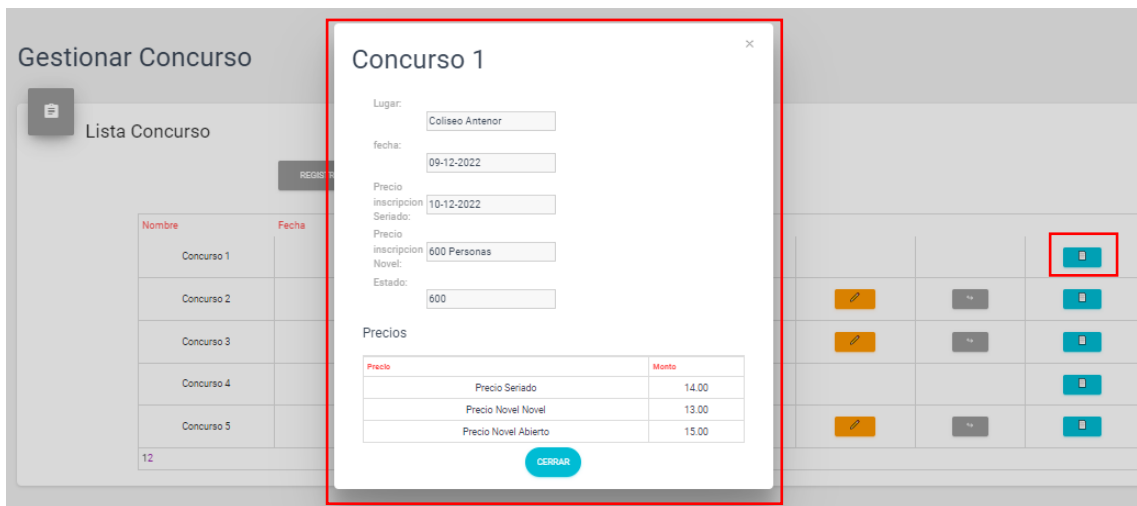 Gestionar Concurso
Lista Concurso
REGISTR
Nombre Fecha
Concurso 1
Concurso 2
Concurso 3
Concurso 4
Concurso 5
12
×
Concurso 1
Lugar:
Coliseo Antenor
fecha:
09-12-2022
Precio
inscripcion
Seriado:
10-12-2022
Precio
inscripcion
Novel:
600 Personas
Estado:
600
Precios
Precio Monto
Precio Seriado 14.00
Precio Novel Novel 13.00
Precio Novel Abierto 15.00
CERRAR